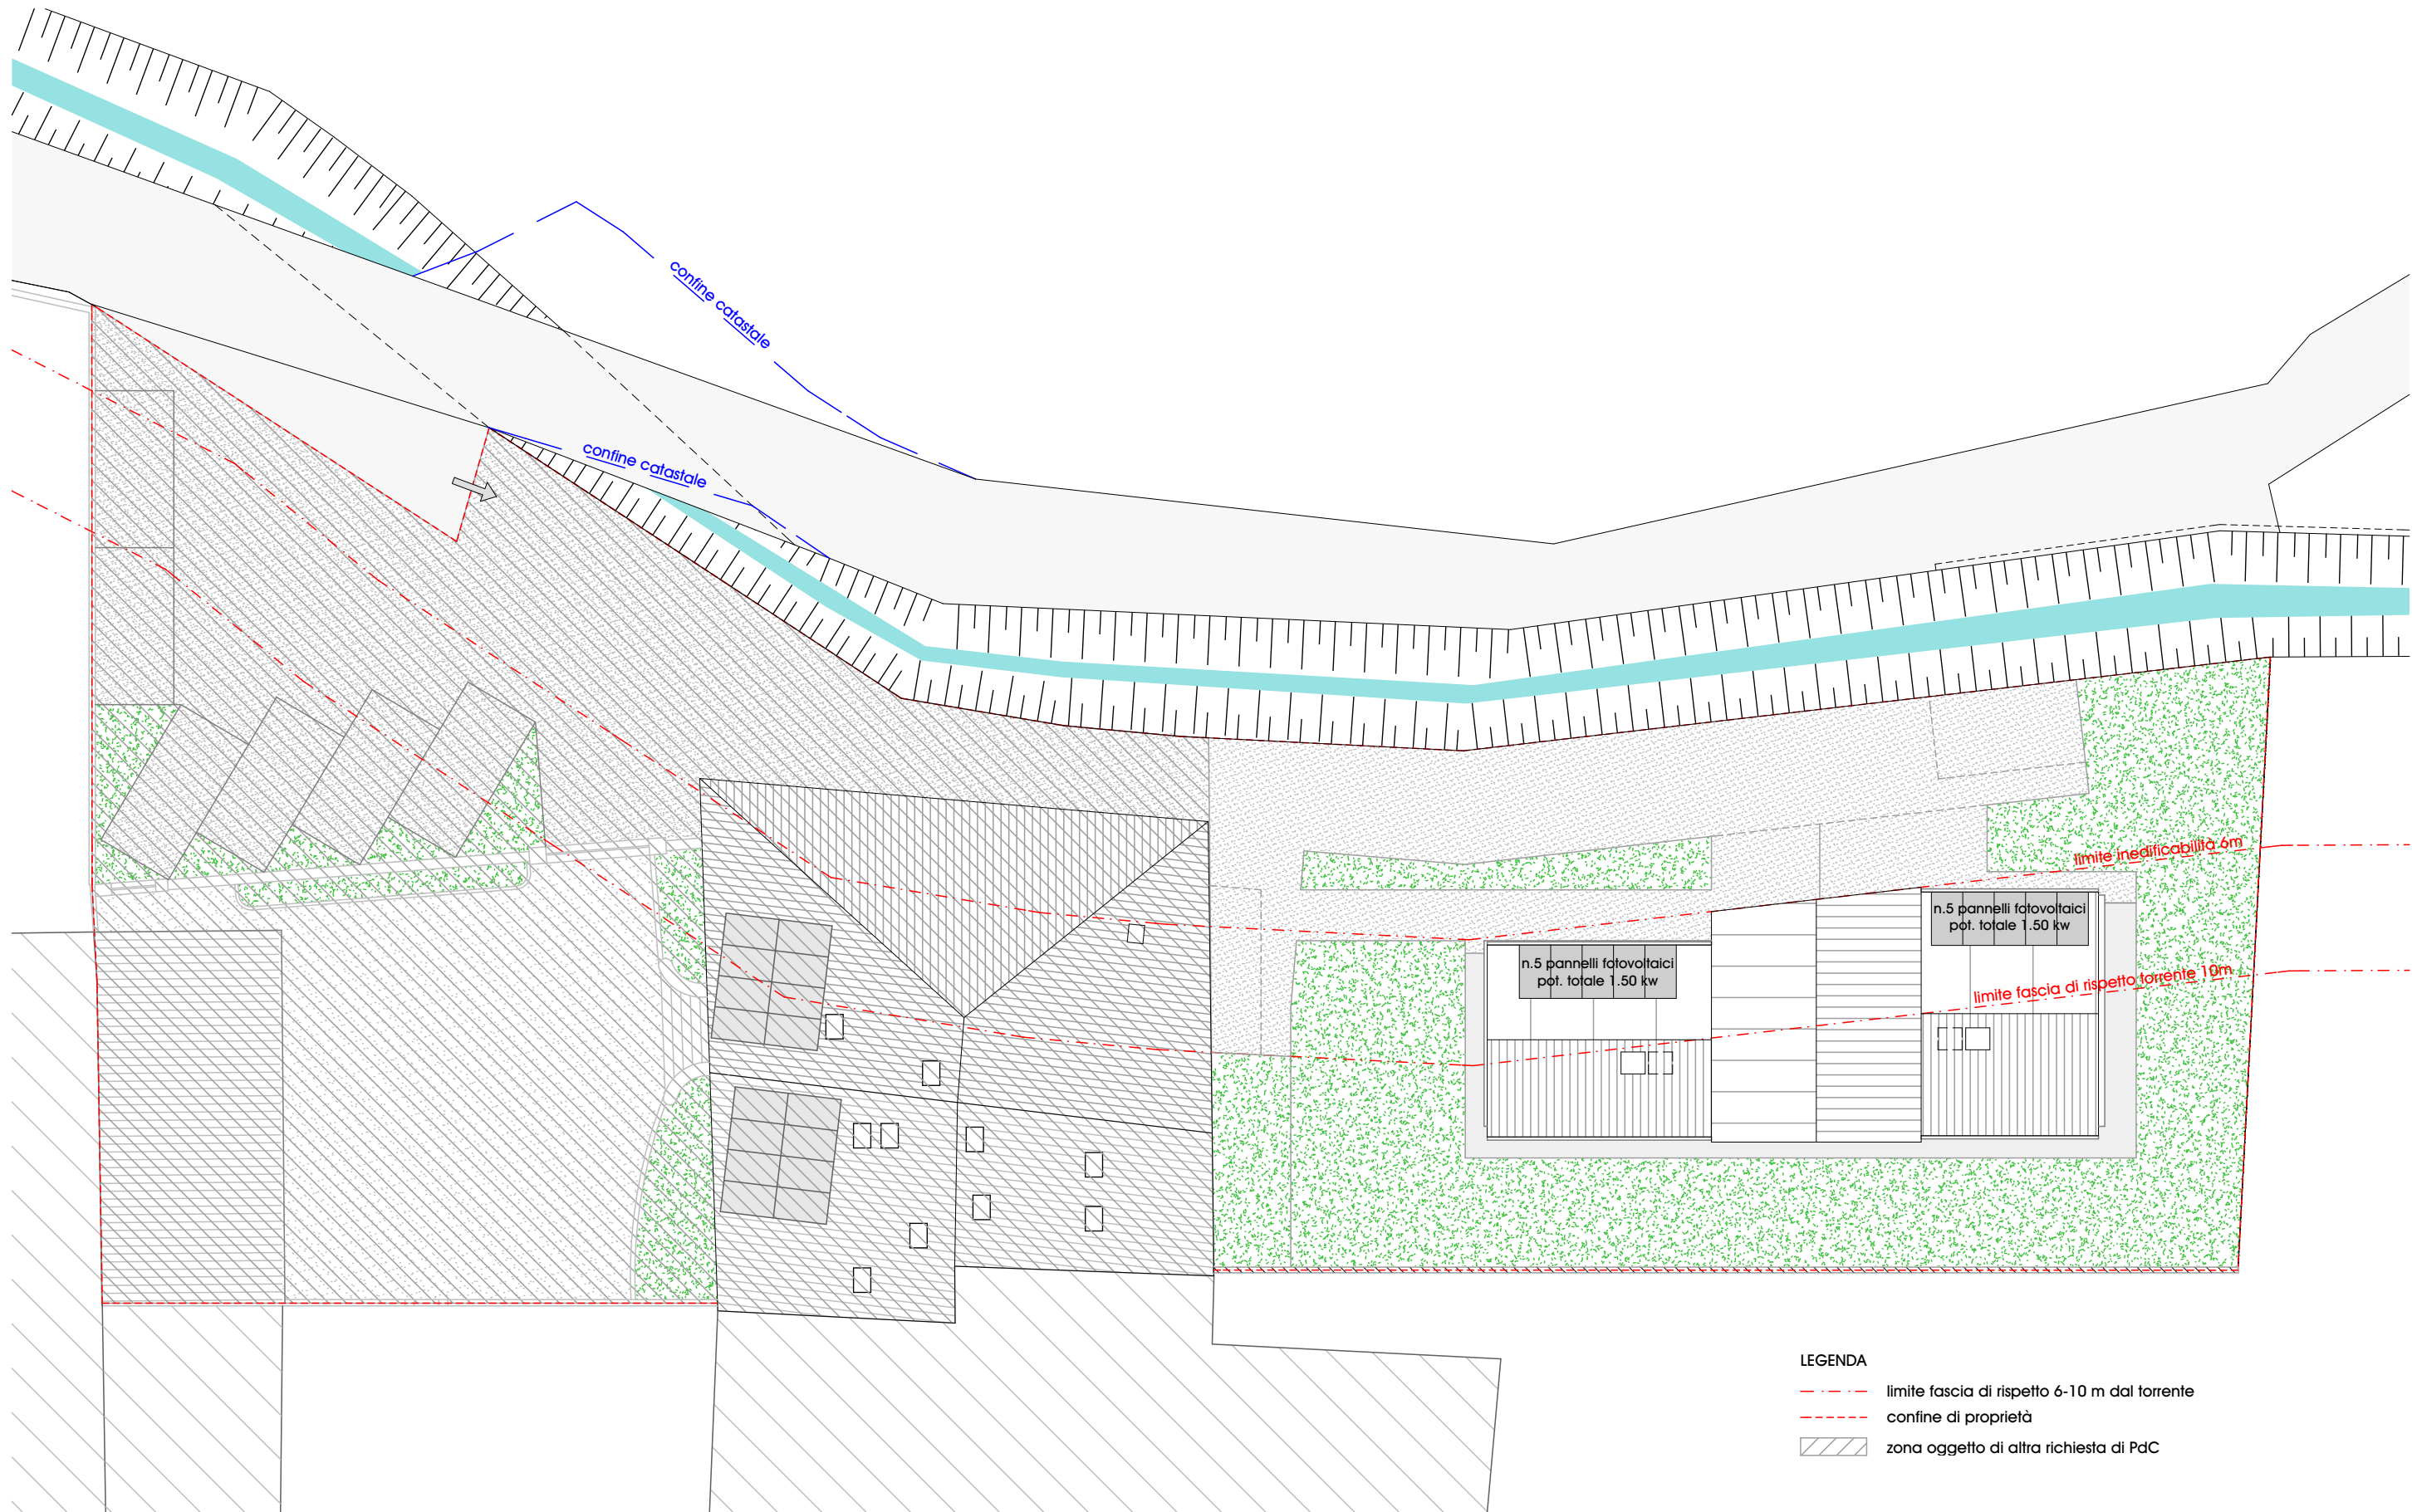 confine catastale
confine catastale
limite inedificabilità 6m
n.5 pannelli fotovoltaici
pot. totale 1.50 kw
n.5 pannelli fotovoltaici
pot. totale 1.50 kw
limite fascia di rispetto torrente 10m
LEGENDA
limite fascia di rispetto 6-10 m dal torrente
confine di proprietà
zona oggetto di altra richiesta di PdC